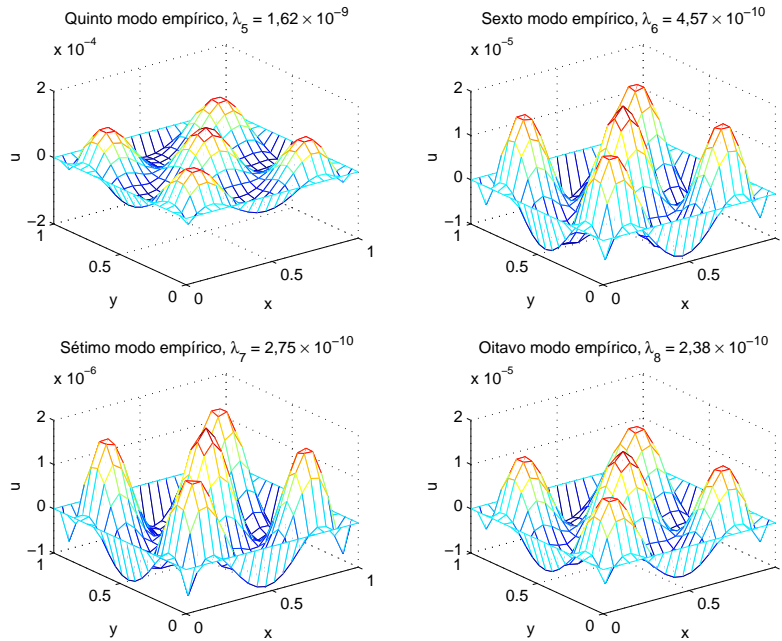 Quinto modo empírico, λ5 = 1,62 × 10−9
x 10−4
2
0
−2
1
0.5
0
0
0.5
1
u
y
x
Sexto modo empírico, λ6 = 4,57 × 10−10
x 10−5
2
1
0
−1
1
0.5
0
0
0.5
1
u
y
x
Sétimo modo empírico, λ7 = 2,75 × 10−10
x 10−6
2
1
0
−1
1
0.5
0
0
0.5
1
u
y
x
Oitavo modo empírico, λ8 = 2,38 × 10−10
x 10−5
2
1
0
−1
1
0.5
0
0
0.5
1
u
y
x